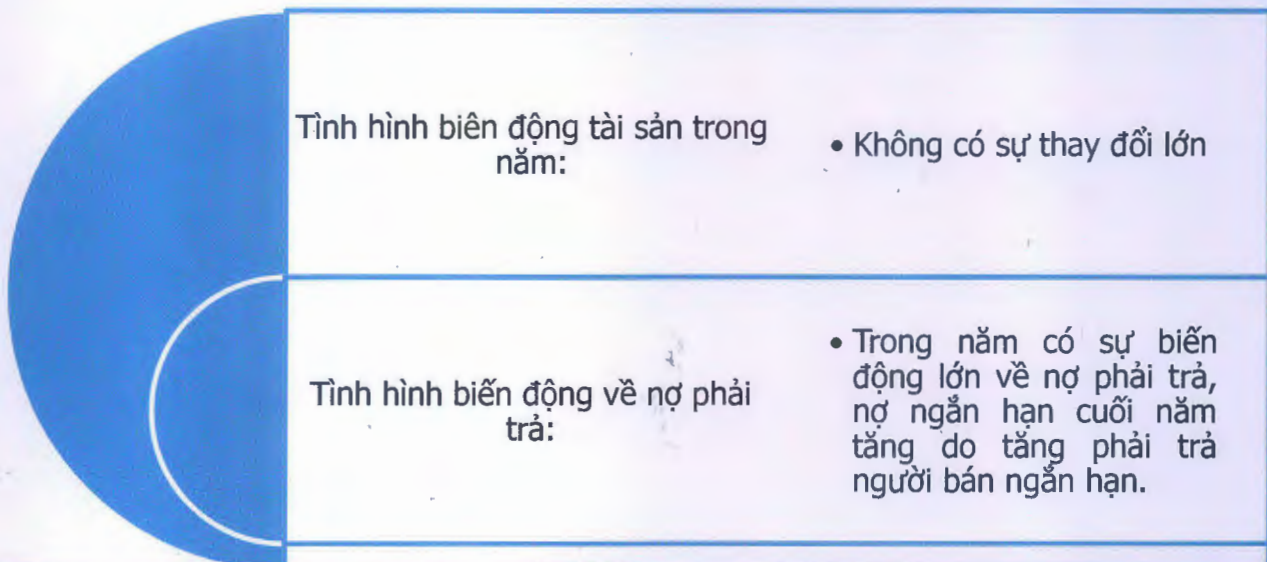 Tình hình biên động tài sản trong
năm:
• Không có sự thay đổi lớn
Tình hình biến động về nợ phải
trả:
• Trong năm có sự biến
động lớn về nợ phải trả,
nợ ngắn hạn cuối năm
tăng do tăng phải trả
người bán ngắn hạn.